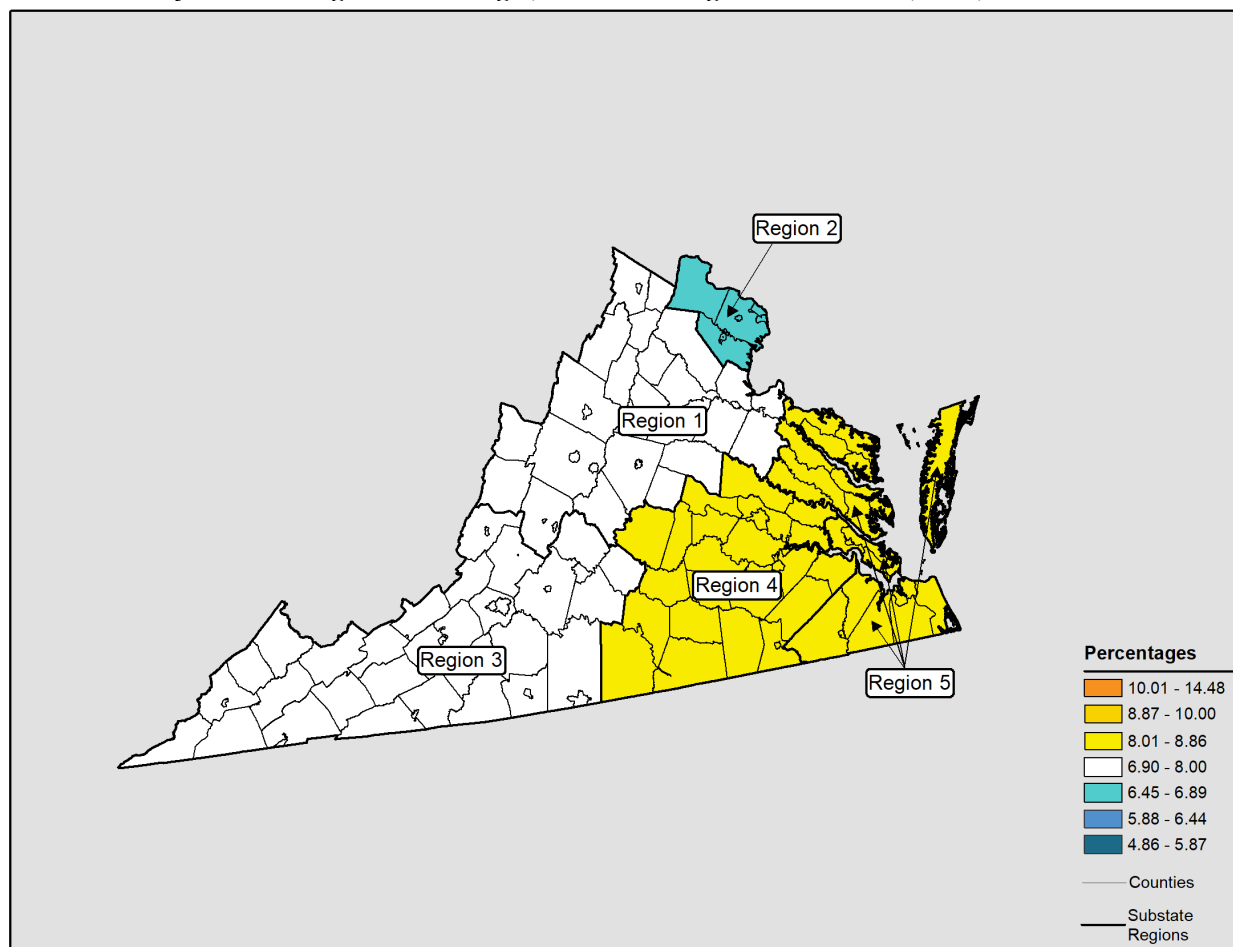 Region 2
Region 1
Region 4
Region 3
Region 5
Percentages
10.01 - 14.48
8.87 - 10.00
8.01 - 8.86
6.90 - 8.00
6.45 - 6.89
5.88 - 6.44
4.86 - 5.87
Counties
Substate
Regions